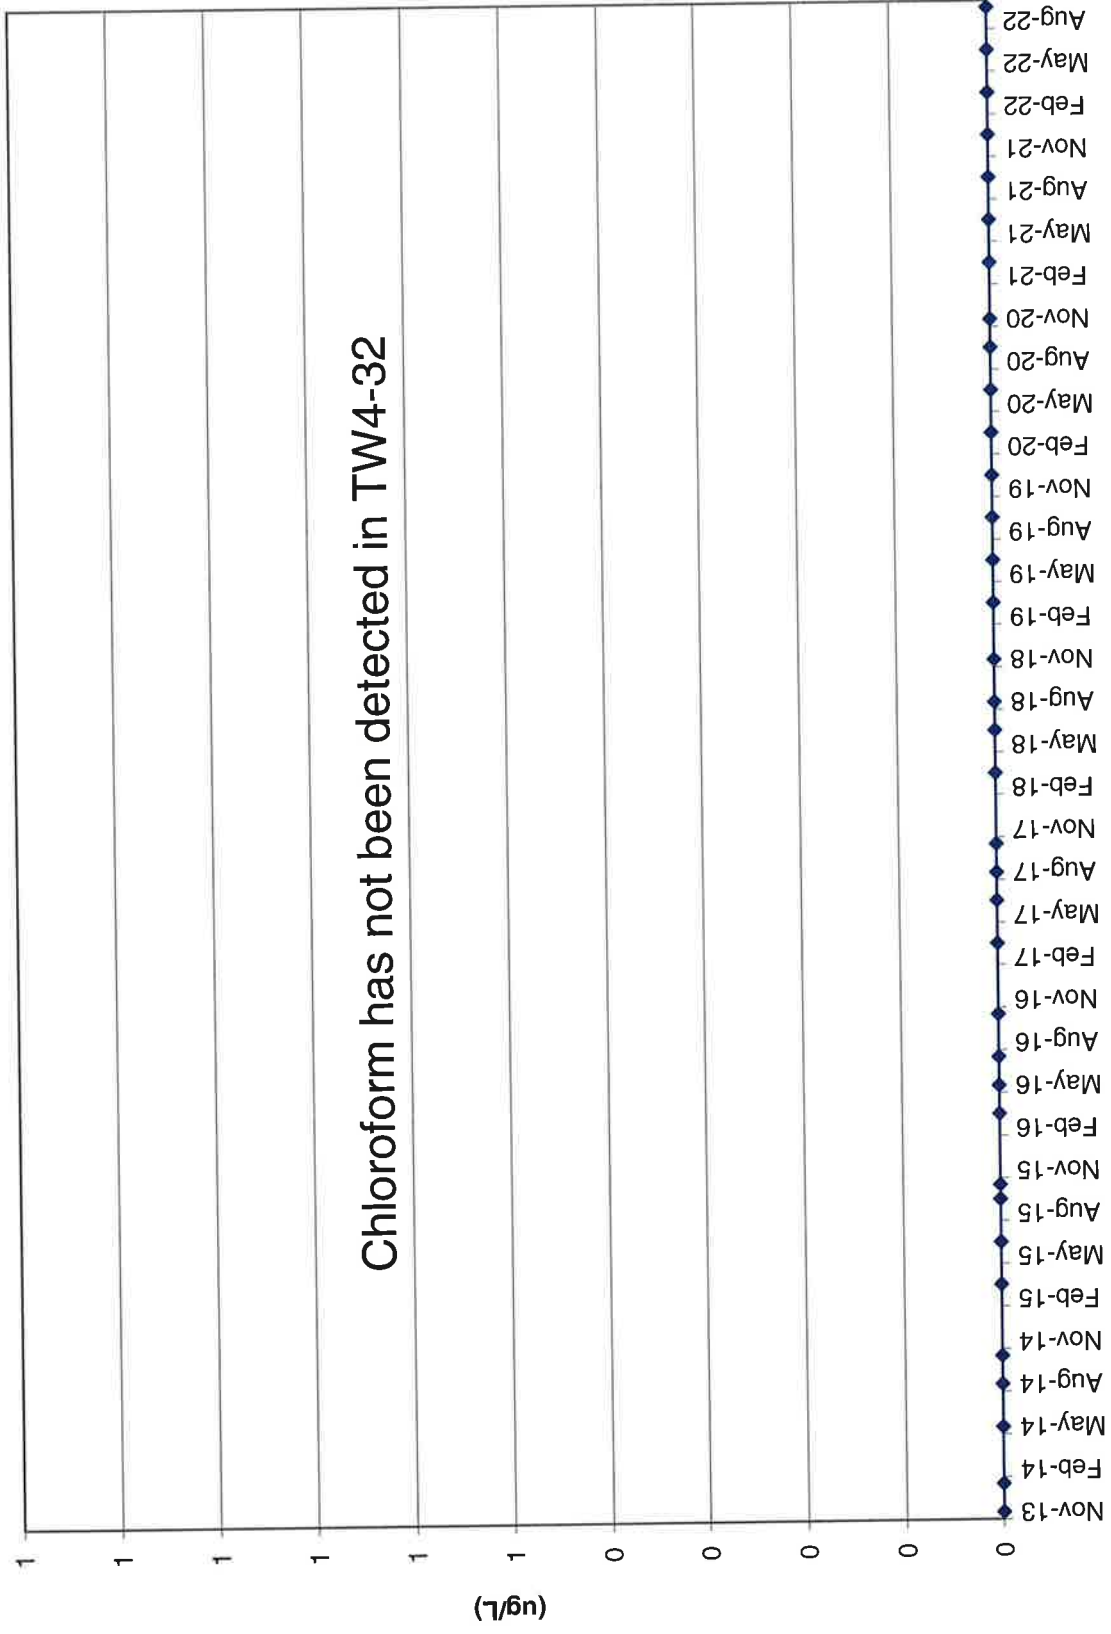 Chloroform has not been detected in TW4-32
(ug/L)
1
1
1
1
1
1
0
0
0
0
0
Nov-13
Feb-14
May-14
Aug-14
Nov-14
Feb-15
May-15
Aug-15
Nov-15
Feb-16
May-16
Aug-16
Nov-16
Feb-17
May-17
Aug-17
Nov-17
Feb-18
May-18
Aug-18
Nov-18
Feb-19
May-19
Aug-19
Nov-19
Feb-20
May-20
Aug-20
Nov-20
Feb-21
May-21
Aug-21
Nov-21
Feb-22
May-22
Aug-22